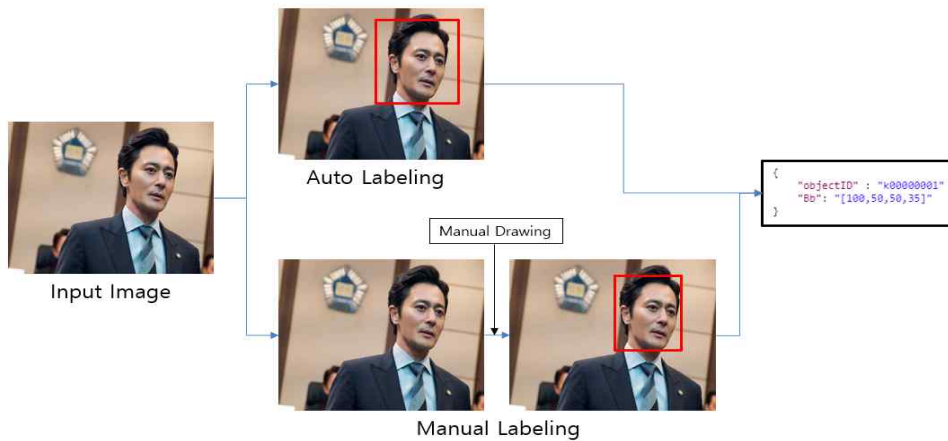 Auto Labeling
{
"objectID" : "k00000001"
"Bb": "[100,50,50,35]"
}
Manual Drawing
Input Image
Manual Labeling